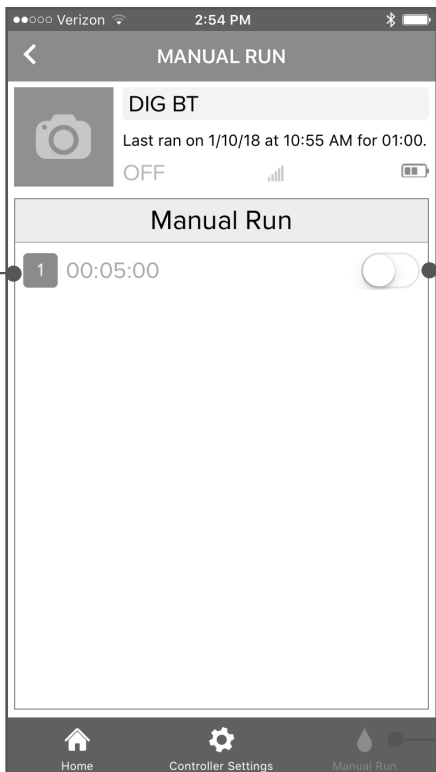 Verizon 2:54 PM
MANUAL RUN
DIG BT
Last ran on 1/10/18 at 10:55 AM for 01:00.
OFF
Manual Run
1 00:05:00
Home Controller Settings Manual Run